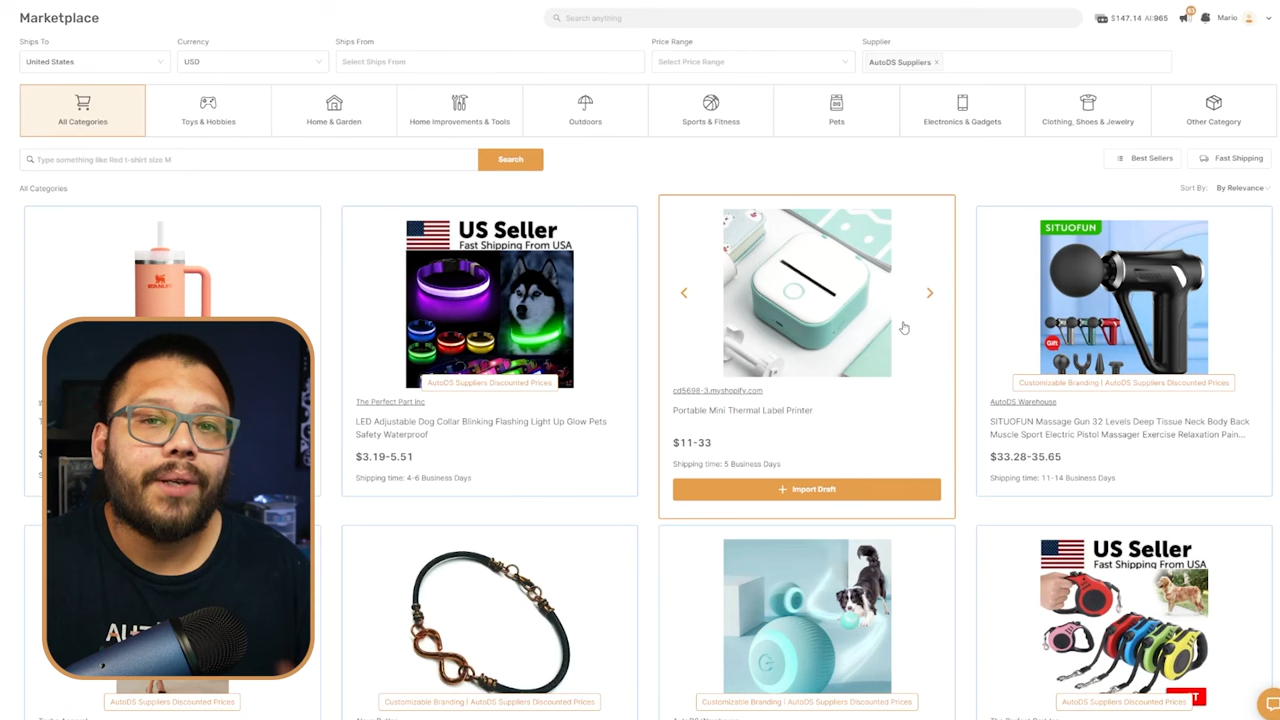 Marketplace
Search anything
$147.14 AI:965
Mario
Ships To
Currency
Ships From
Price Range
Supplier
United States
USD
Select Ships From
Select Price Range
AutoDS Suppliers ×
All Categories
Toys & Hobbies
Home & Garden
Home Improvements & Tools
Outdoors
Sports & Fitness
Pets
Electronics & Gadgets
Clothing, Shoes & Jewelry
Other Category
Type something like Red t-shirt size M
Search
Best Sellers
Fast Shipping
All Categories
Sort By:
By Relevance
STANLEY
US Seller
Fast Shipping From USA
AutoDS Suppliers Discounted Prices
The Perfect Part Inc
LED Adjustable Dog Collar Blinking Flashing Light Up Glow Pets
Safety Waterproof
$3.19-5.51
Shipping time: 4-6 Business Days
cd5698-3.myshopify.com
Portable Mini Thermal Label Printer
$11-33
Shipping time: 5 Business Days
+ Import Draft
SITUOFUN
Gift
Customizable Branding | AutoDS Suppliers Discounted Prices
AutoDS Warehouse
SITUOFUN Massage Gun 32 Levels Deep Tissue Neck Body Back
Muscle Sport Electric Pistol Massager Exercise Relaxation Pain...
$33.28-35.65
Shipping time: 11-14 Business Days
AutoDS Suppliers Discounted Prices
Customizable Branding | AutoDS Suppliers Discounted Prices
Customizable Branding | AutoDS Suppliers Discounted Prices
US Seller
Fast Shipping From USA
AutoDS Suppliers Discounted Prices